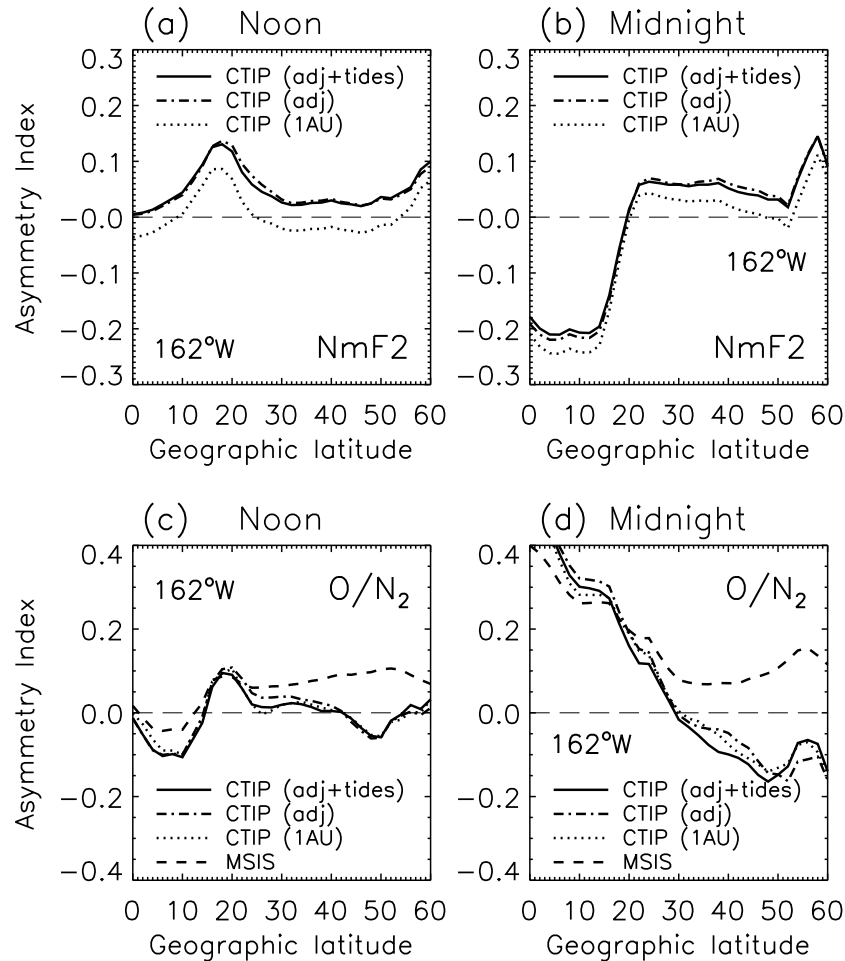 (a) Noon
(b) Midnight
Asymmetry Index
0.3
0.2
0.1
−0.0
−0.1
−0.2
−0.3
CTIP (adj+tides)
CTIP (adj)
CTIP (1AU)
162°W
NmF2
0 10 20 30 40 50 60
Geographic latitude
0.3
0.2
0.1
−0.0
−0.1
−0.2
−0.3
CTIP (adj+tides)
CTIP (adj)
CTIP (1AU)
162°W
NmF2
0 10 20 30 40 50 60
Geographic latitude
(c) Noon
(d) Midnight
Asymmetry Index
0.4
0.2
0.0
−0.2
−0.4
162°W
O/N₂
CTIP (adj+tides)
CTIP (adj)
CTIP (1AU)
MSIS
0 10 20 30 40 50 60
Geographic latitude
0.4
0.2
0.0
−0.2
−0.4
O/N₂
162°W
CTIP (adj+tides)
CTIP (adj)
CTIP (1AU)
MSIS
0 10 20 30 40 50 60
Geographic latitude